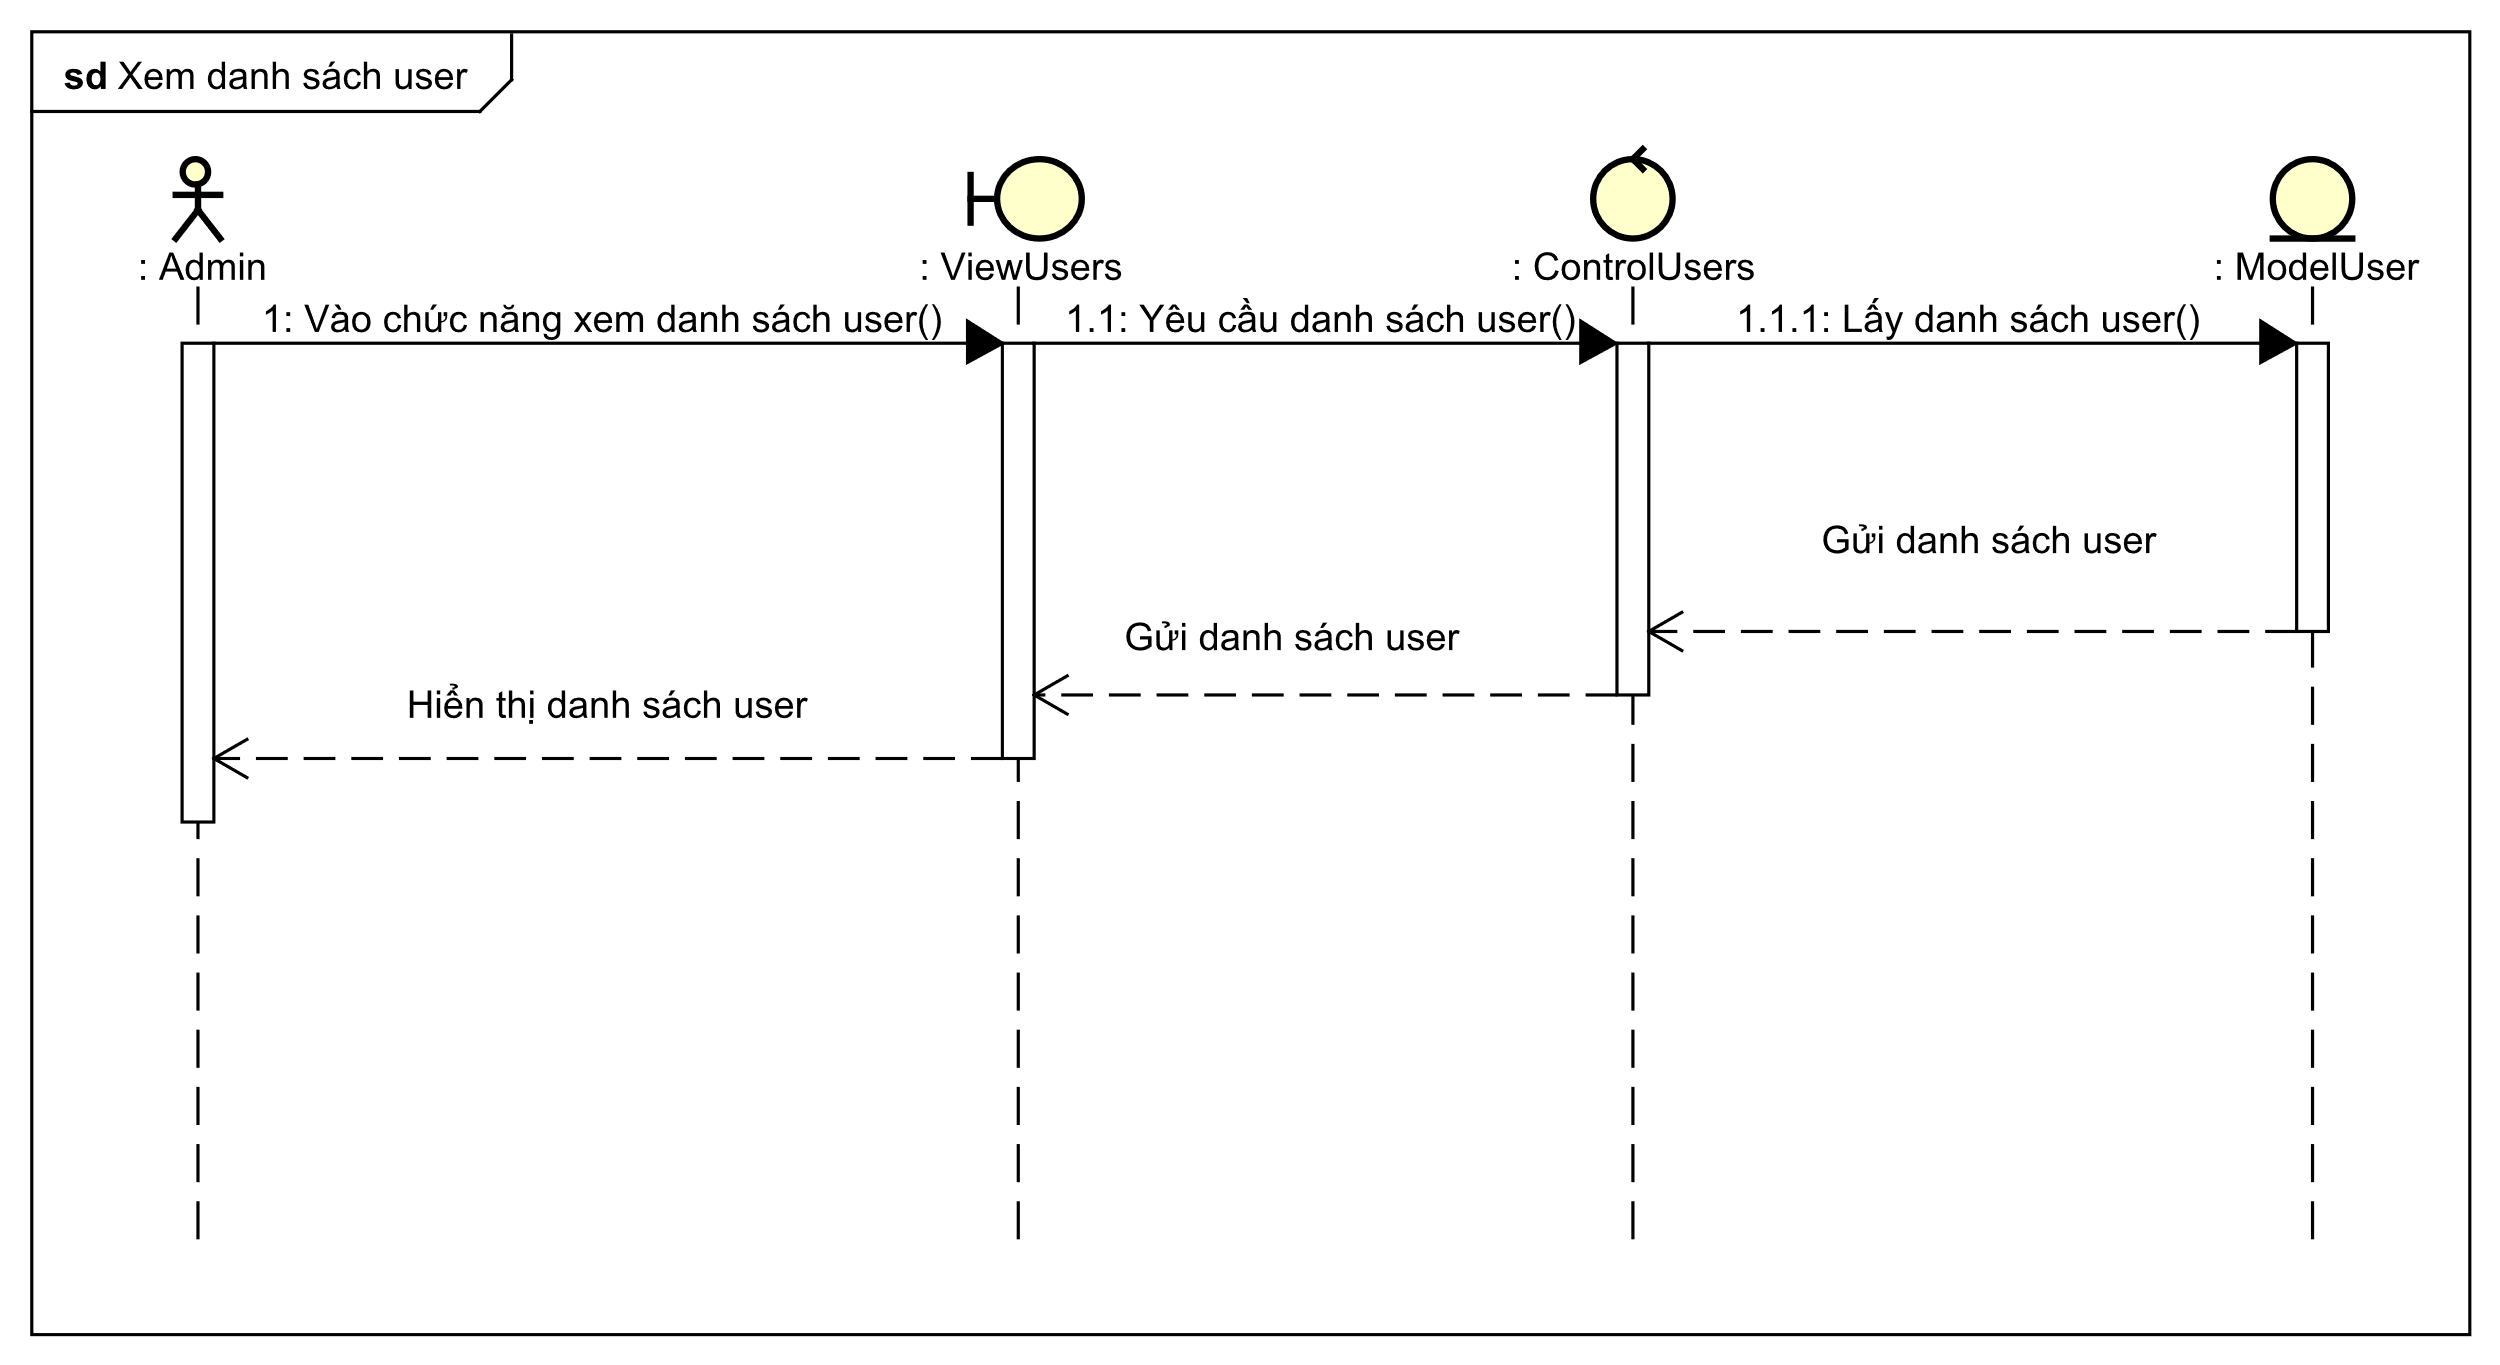 sd Xem danh sách user
: Admin
: ViewUsers
: ControlUsers
: ModelUser
1: Vào chức năng xem danh sách user()
1.1: Yêu cầu danh sách user()
1.1.1: Lấy danh sách user()
Gửi danh sách user
Gửi danh sách user
Hiển thị danh sách user